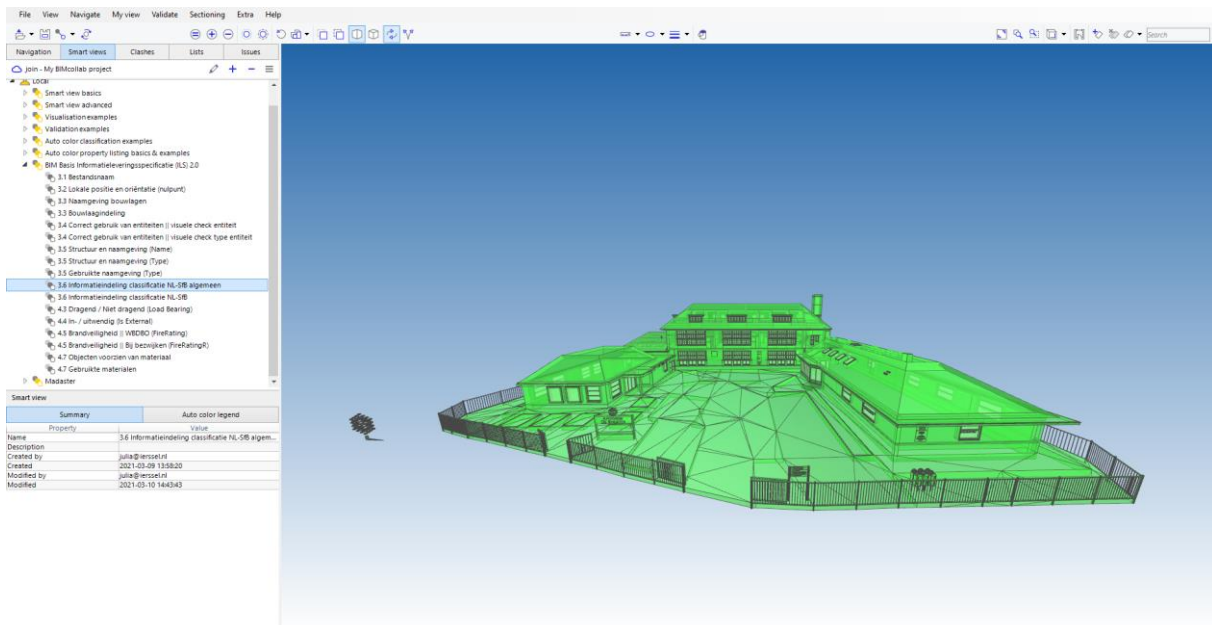 File View Navigate My view Validate Sectioning Extra Help
Search
Navigation Smart views Clashes Lists Issues
join - My BIMcollab project
Local
Smart view basics
Smart view advanced
Visualisation examples
Validation examples
Auto color classification examples
Auto color property listing basics & examples
BIM Basis Informatieleveringsspecificatie (ILS) 2.0
3.1 Bestandsnaam
3.2 Lokale positie en oriëntatie (nulpunt)
3.3 Naamgeving bouwlagen
3.3 Bouwlaagindeling
3.4 Correct gebruik van entiteiten || visuele check entiteit
3.4 Correct gebruik van entiteiten || visuele check type entiteit
3.5 Structuur en naamgeving (Name)
3.5 Structuur en naamgeving (Type)
3.5 Gebruikte naamgeving (Type)
3.6 Informatieindeling classificatie NL-SfB algemeen
3.6 Informatieindeling classificatie NL-SfB
4.3 Dragend / Niet dragend (Load Bearing)
4.4 In- / uitwendig (Is External)
4.5 Brandveiligheid || WBDBO (FireRating)
4.5 Brandveiligheid || Bij bezwijken (FireRatingR)
4.7 Objecten voorzien van materiaal
4.7 Gebruikte materialen
Madaster
Smart view
Summary Auto color legend
Property Value
Name 3.6 Informatieindeling classificatie NL-SfB algem...
Description
Created by julia@ierssel.nl
Created 2021-03-09 13:58:20
Modified by julia@ierssel.nl
Modified 2021-03-10 14:43:43